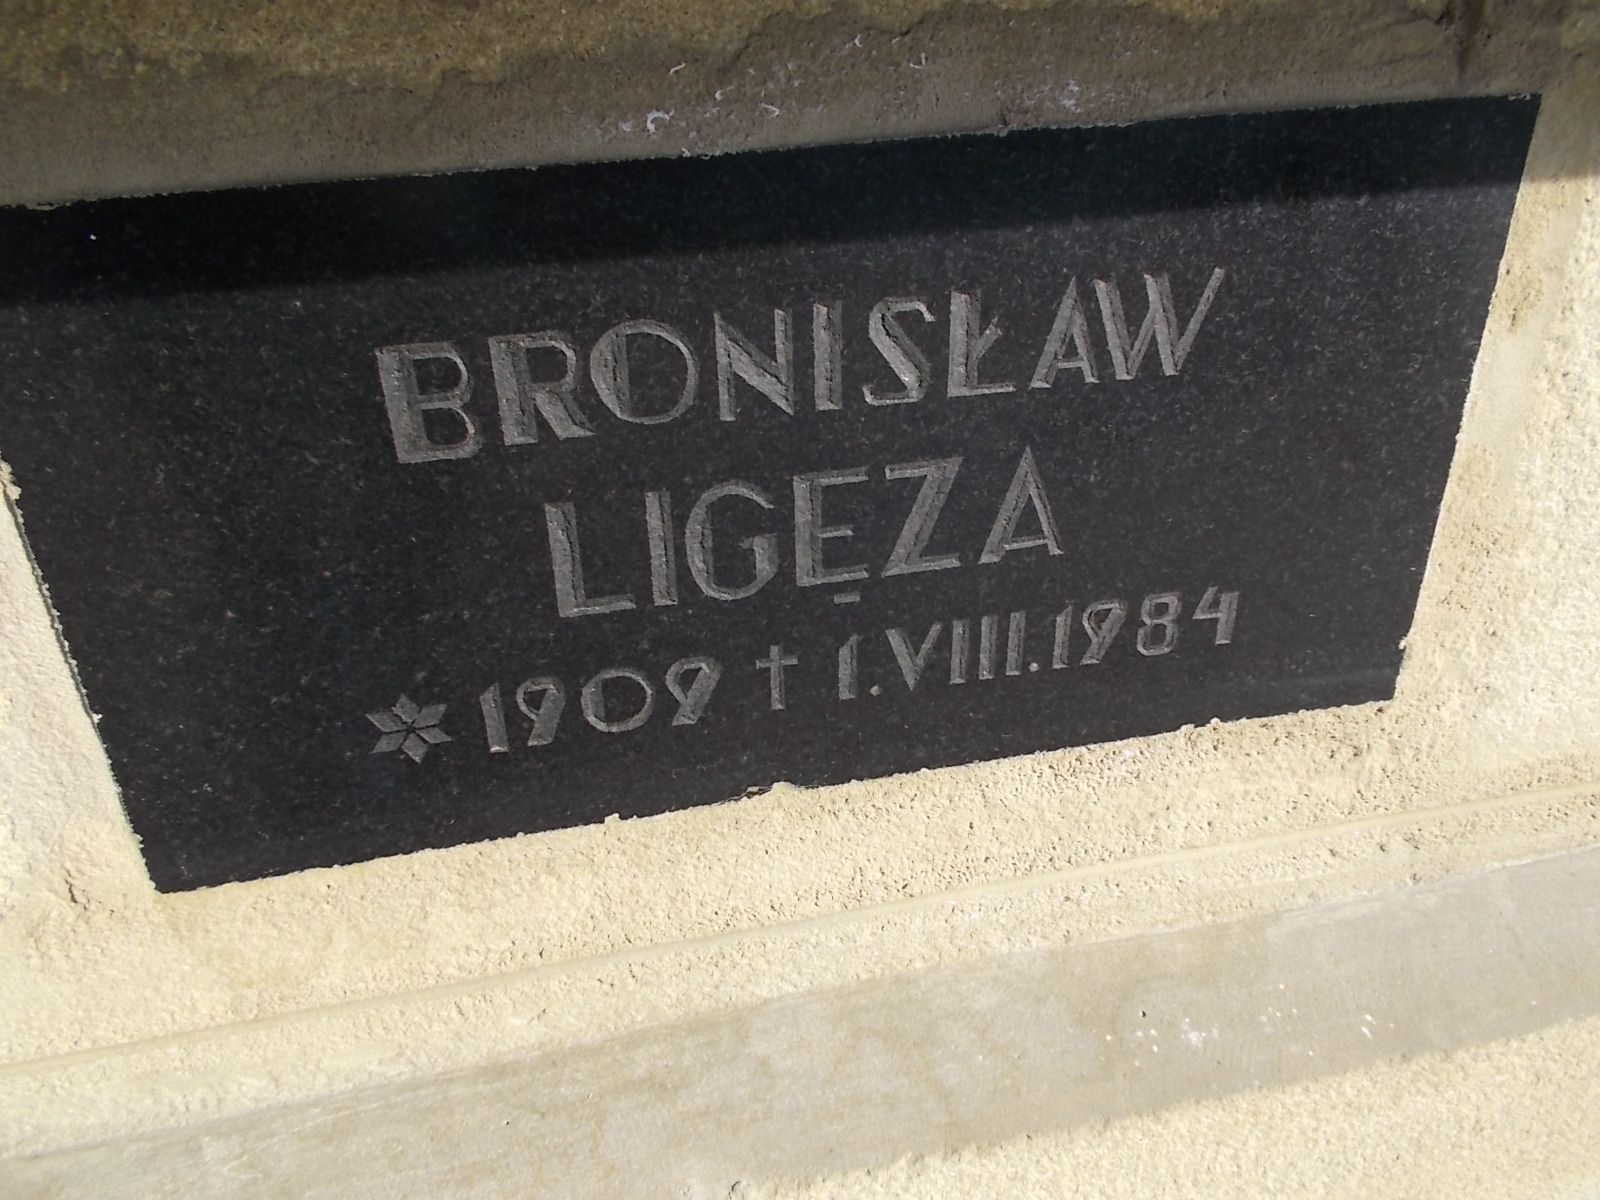 BRONISŁAW
LIGĘZA
* 1909 † 1.VIII.1984